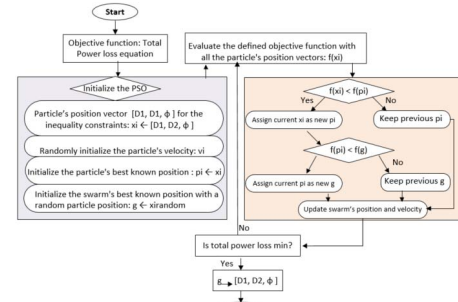 Start
Objective function: Total
Power loss equation
Initialize the PSO
Particle's position vector [D1, D1, ϕ ] for the
inequality constraints: xi ← [D1, D2, ϕ ]
Randomly initialize the particle's velocity: vi
Initialize the particle's best known position : pi ← xi
Initialize the swarm's best known position with a
random particle position: g ← xirandom
Evaluate the defined objective function with
all the particle's position vectors: f(xi)
f(xi) < f(pi)
Yes
No
Assign current xi as new pi
Keep previous pi
f(pi) < f(g)
Yes
No
Assign current pi as new g
Keep previous g
Update swarm's position and velocity
No
Is total power loss min?
Yes
g → [D1, D2, ϕ ]